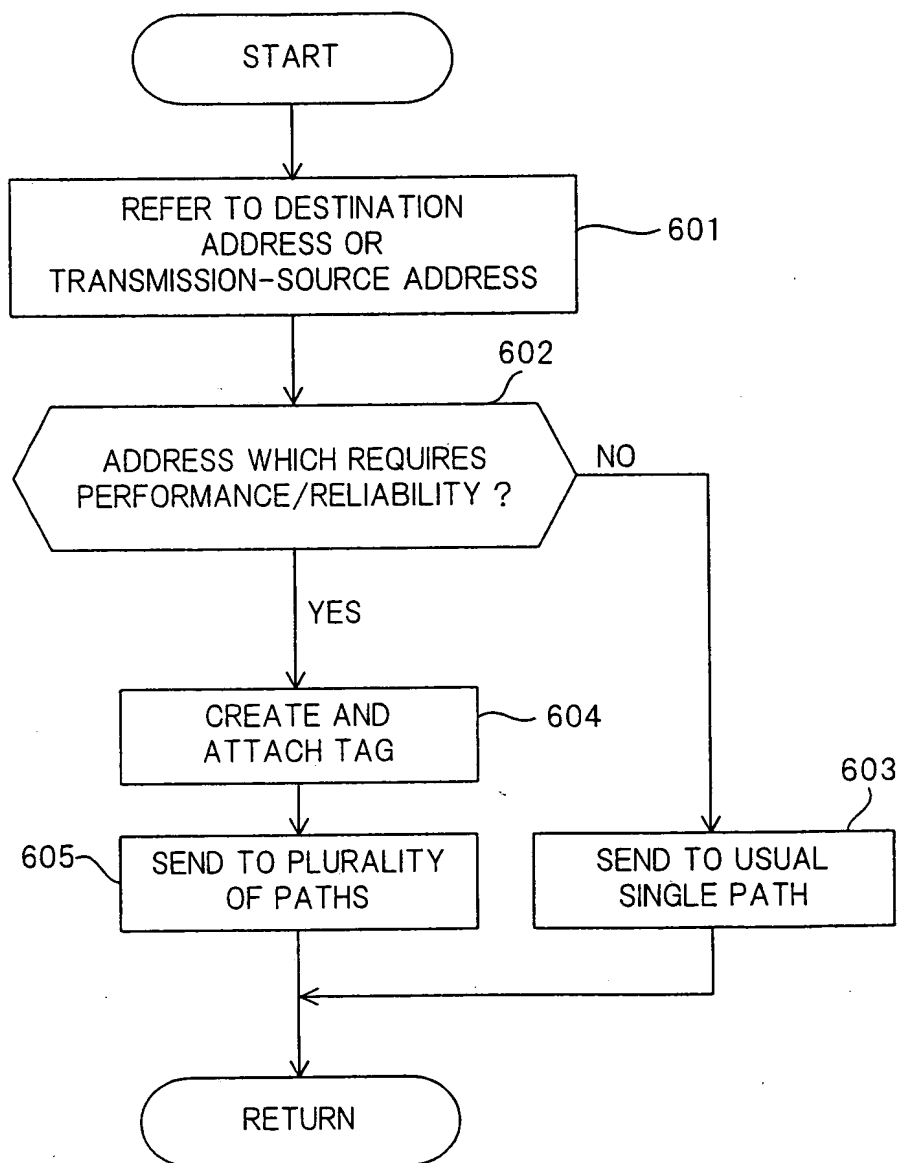 START
REFER TO DESTINATION
ADDRESS OR
TRANSMISSION-SOURCE ADDRESS
601
602
ADDRESS WHICH REQUIRES
PERFORMANCE/RELIABILITY ?
NO
YES
CREATE AND
ATTACH TAG
604
603
605
SEND TO PLURALITY
OF PATHS
SEND TO USUAL
SINGLE PATH
RETURN